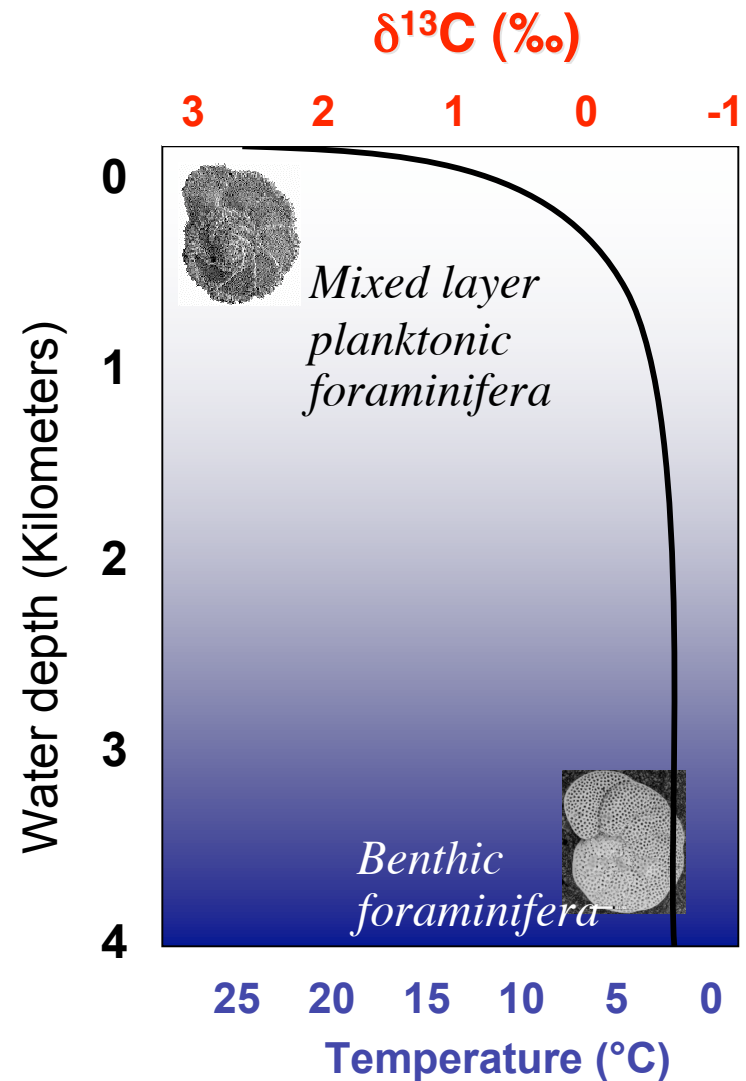 δ¹³C (‰)
3 2 1 0 -1
0
Mixed layer
planktonic
foraminifera
1
2
3
Water depth (Kilometers)
Benthic
foraminifera
4
25 20 15 10 5 0
Temperature (°C)